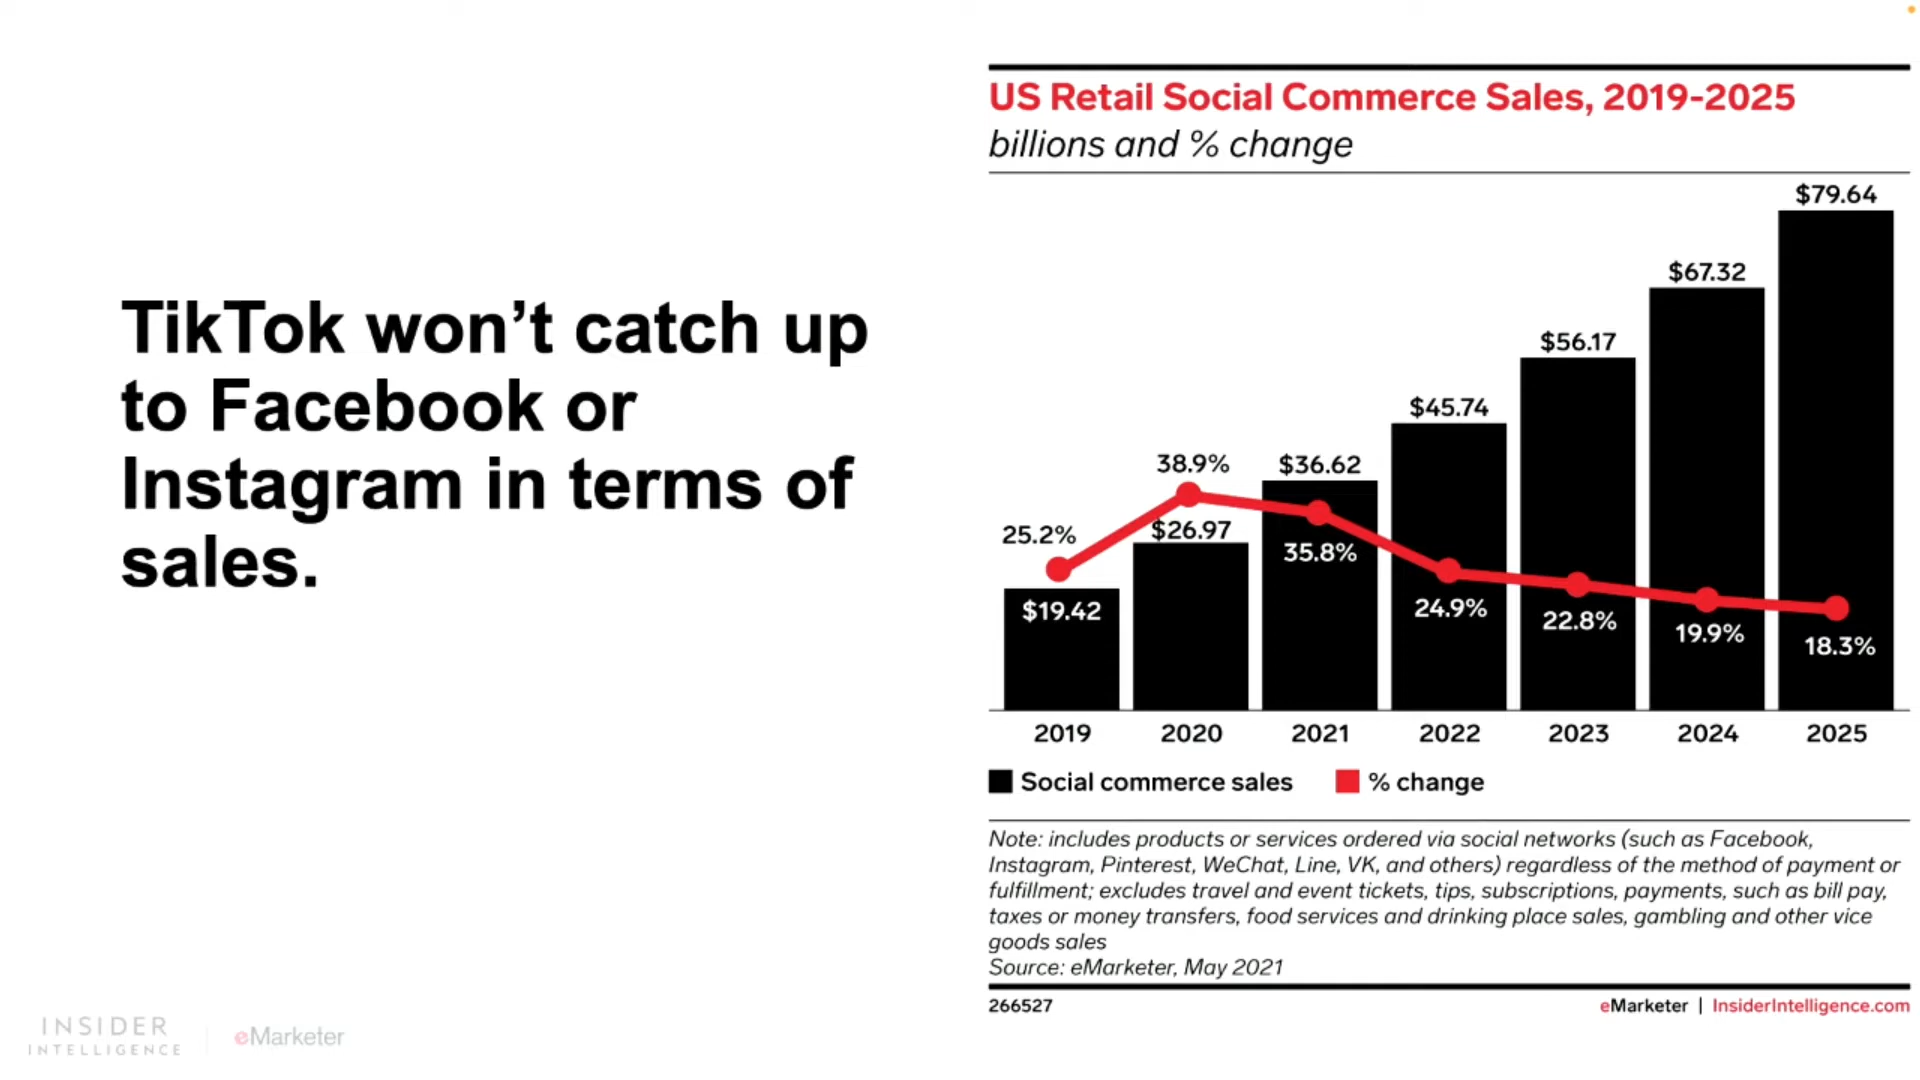 TikTok won’t catch up
to Facebook or
Instagram in terms of
sales.
US Retail Social Commerce Sales, 2019-2025
billions and % change
$79.64
$67.32
$56.17
$45.74
38.9%
$36.62
25.2%
$26.97
35.8%
$19.42
24.9%
22.8%
19.9%
18.3%
2019 2020 2021 2022 2023 2024 2025
Social commerce sales % change
Note: includes products or services ordered via social networks (such as Facebook,
Instagram, Pinterest, WeChat, Line, VK, and others) regardless of the method of payment or
fulfillment; excludes travel and event tickets, tips, subscriptions, payments, such as bill pay,
taxes or money transfers, food services and drinking place sales, gambling and other vice
goods sales
Source: eMarketer, May 2021
266527 eMarketer | InsiderIntelligence.com
INSIDER
INTELLIGENCE
eMarketer